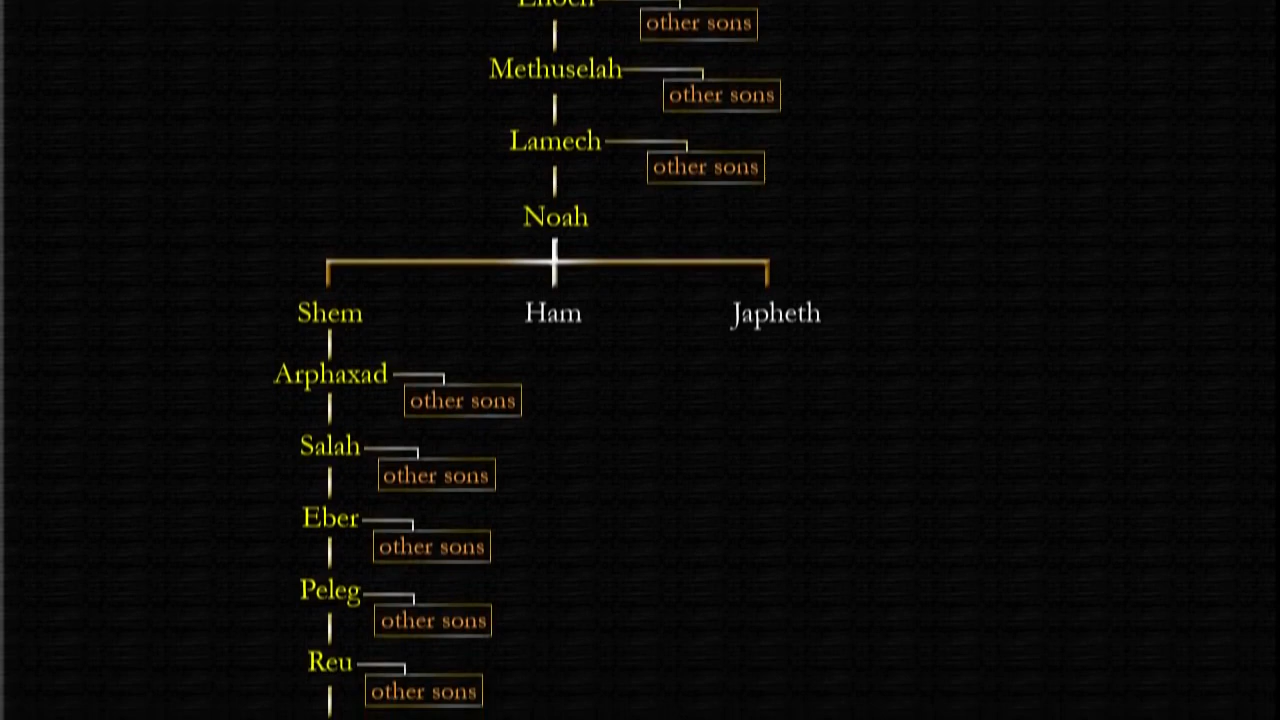 Enoch
other sons
Methuselah
other sons
Lamech
other sons
Noah
Shem Ham Japheth
Arphaxad
other sons
Salah
other sons
Eber
other sons
Peleg
other sons
Reu
other sons